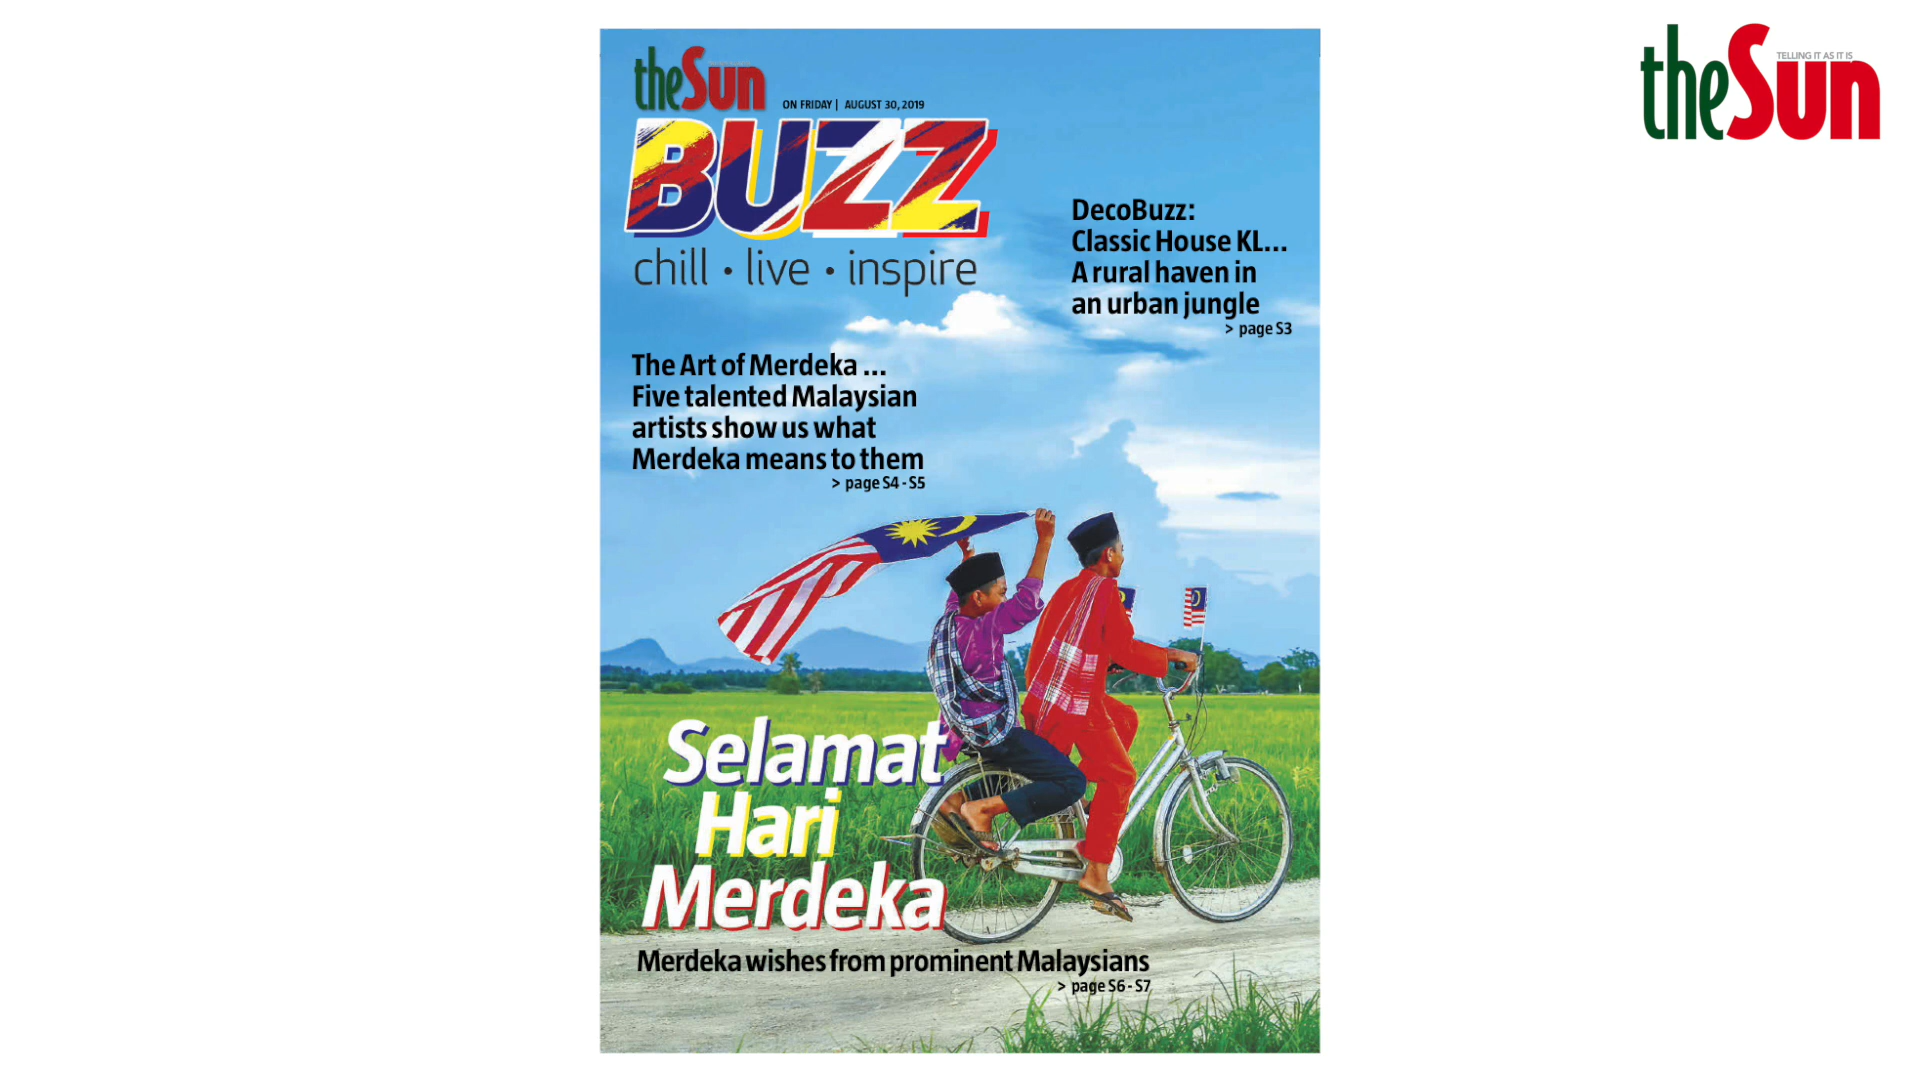 theSun
ON FRIDAY | AUGUST 30, 2019
BUZZ
chill • live • inspire
DecoBuzz:
Classic House KL...
A rural haven in
an urban jungle
> page S3
The Art of Merdeka ...
Five talented Malaysian
artists show us what
Merdeka means to them
> page S4 - S5
Selamat
Hari
Merdeka
Merdeka wishes from prominent Malaysians
> page S6 - S7
theSun
TELLING IT AS IT IS